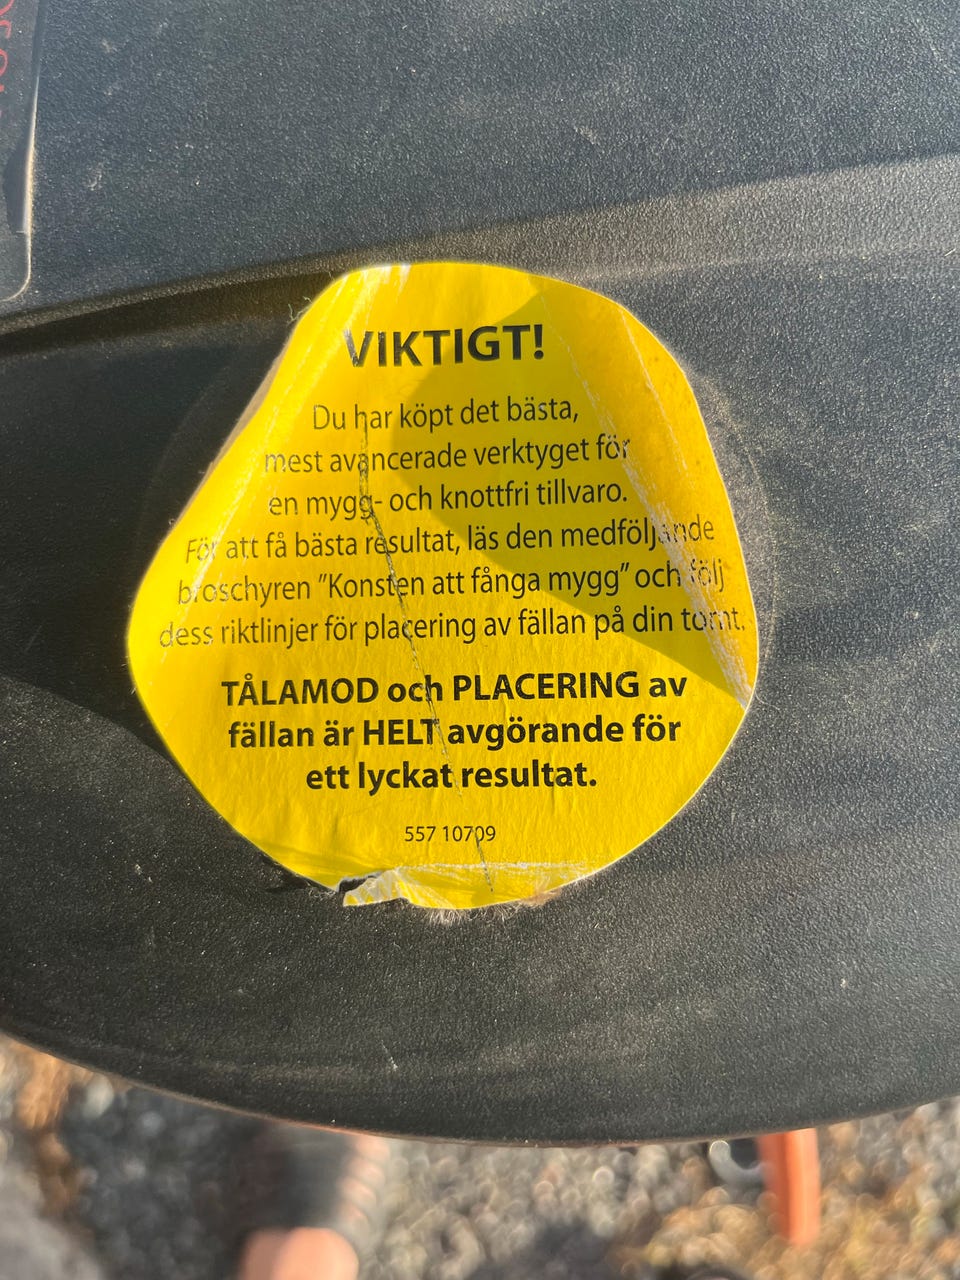 VIKTIGT!
Du har köpt det bästa,
mest avancerade verktyget för
en mygg- och knottfri tillvaro.
För att få bästa resultat, läs den medföljande
broschyren ”Konsten att fånga mygg” och följ
dess riktlinjer för placering av fällan på din tomt.
TÅLAMOD och PLACERING av
fällan är HELT avgörande för
ett lyckat resultat.
557 10709